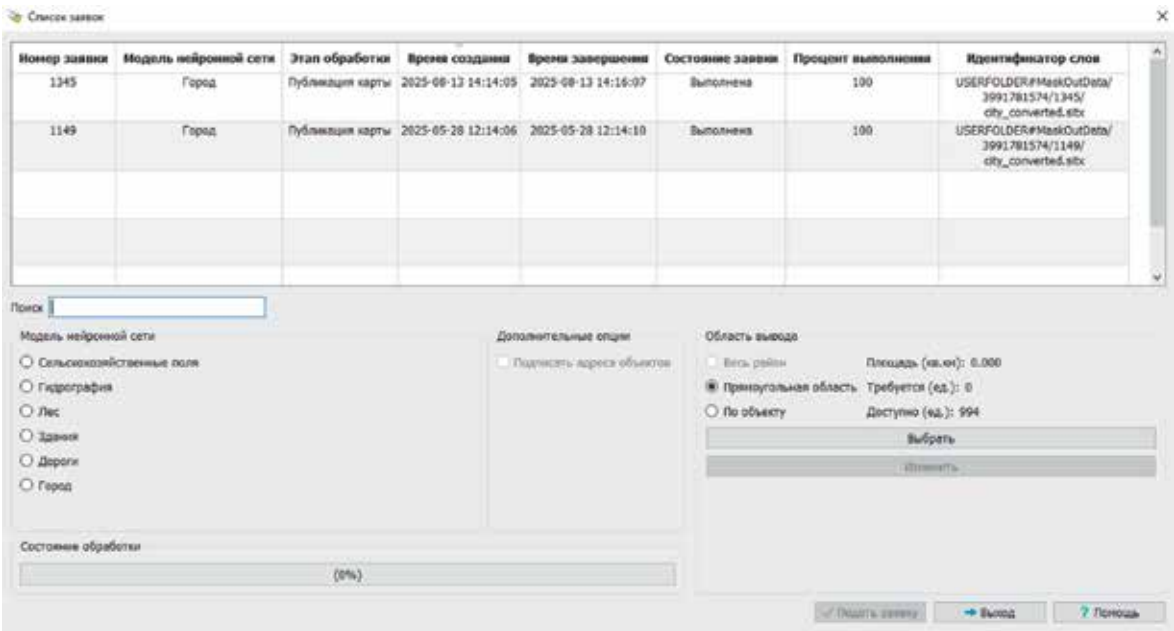 Список заявок
Номер заявки Модель нейронной сети Этап обработки Время создания Время завершения Состояние заявки Процент выполнения Идентификатор слоя
1345 Город Публикация карты 2025-08-13 14:14:05 2025-08-13 14:16:07 Выполнена 100 USERFOLDER#MaskOutData/
3991781574/1345/
city_converted.sitx
1149 Город Публикация карты 2025-05-28 12:14:06 2025-05-28 12:14:10 Выполнена 100 USERFOLDER#MaskOutData/
3991781574/1149/
city_converted.sitx
Поиск
Модель нейронной сети Дополнительные опции Область вывода
Сельскохозяйственные поля Подписать адреса объектов Весь район Площадь (кв.км): 0.000
Гидрография Прямоугольная область Требуется (ед.): 0
Лес По объекту Доступно (ед.): 994
Здания Выбрать
Дороги Изменить
Город
Состояние обработки
(0%)
Подать заявку Выход ? Помощь